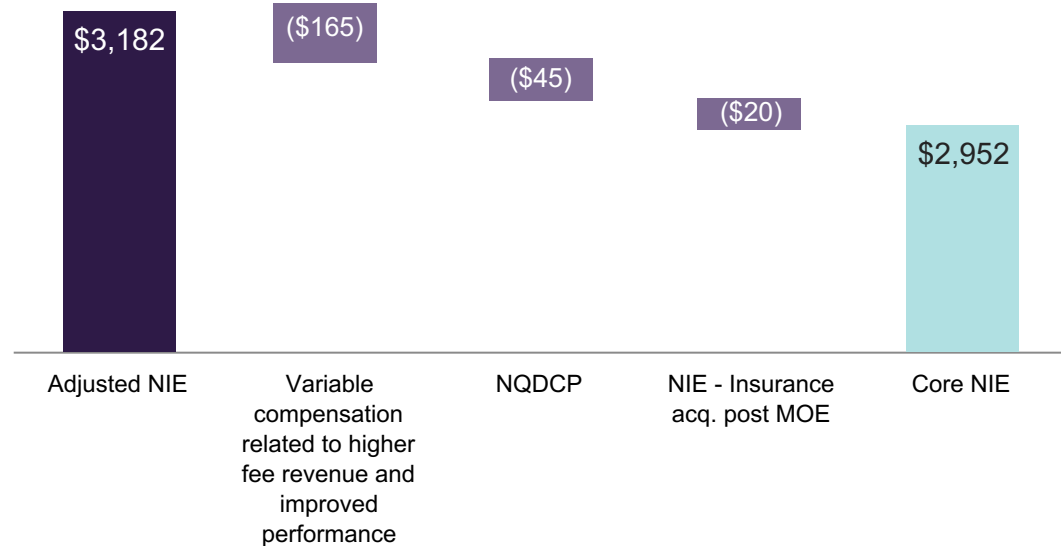 $3,182
($165)
($45)
($20)
$2,952
Adjusted NIE
Variable
compensation
related to higher
fee revenue and
improved
performance
NQDCP
NIE - Insurance
acq. post MOE
Core NIE